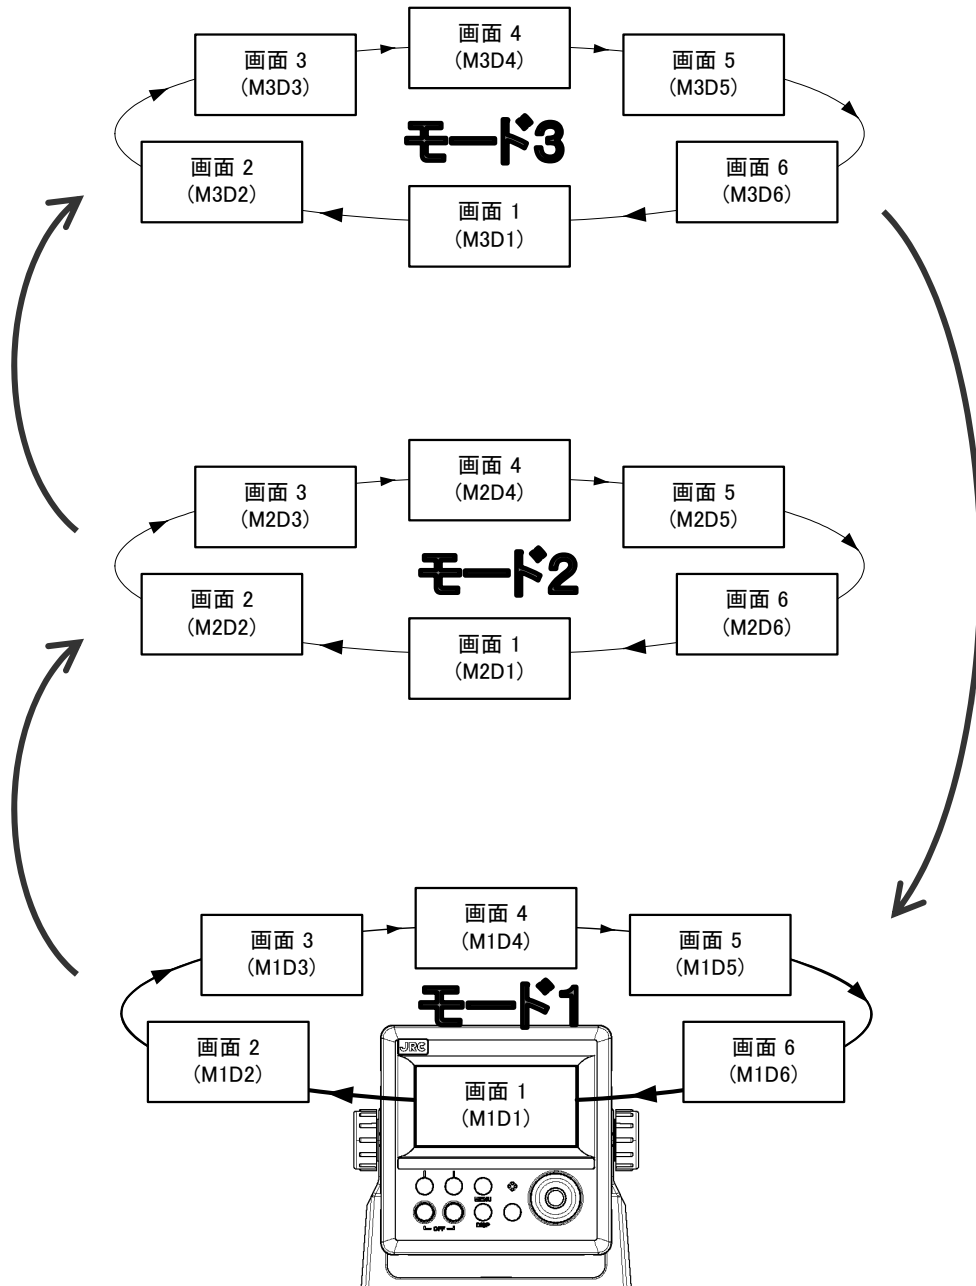 画面 4
(M3D4)
画面 3
(M3D3)
画面 5
(M3D5)
モード3
画面 2
(M3D2)
画面 6
(M3D6)
画面 1
(M3D1)
画面 4
(M2D4)
画面 3
(M2D3)
画面 5
(M2D5)
モード2
画面 2
(M2D2)
画面 6
(M2D6)
画面 1
(M2D1)
画面 4
(M1D4)
画面 3
(M1D3)
画面 5
(M1D5)
モード1
画面 2
(M1D2)
画面 6
(M1D6)
JRC
画面 1
(M1D1)
MENU
DISP
OFF